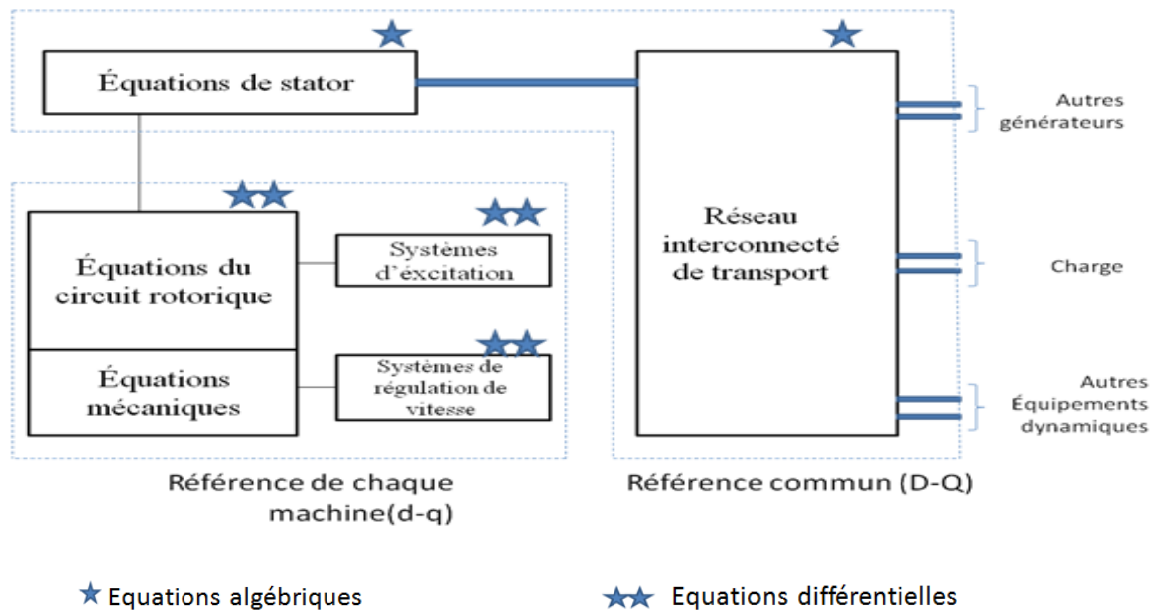 Équations de stator
Équations du
circuit rotorique
Équations
mécaniques
Systèmes
d'éxcitation
Systèmes de
régulation de
vitesse
Réseau
interconnecté
de transport
Autres
générateurs
Charge
Autres
Équipements
dynamiques
Référence de chaque
machine(d-q)
Référence commun (D-Q)
Equations algébriques
Equations différentielles